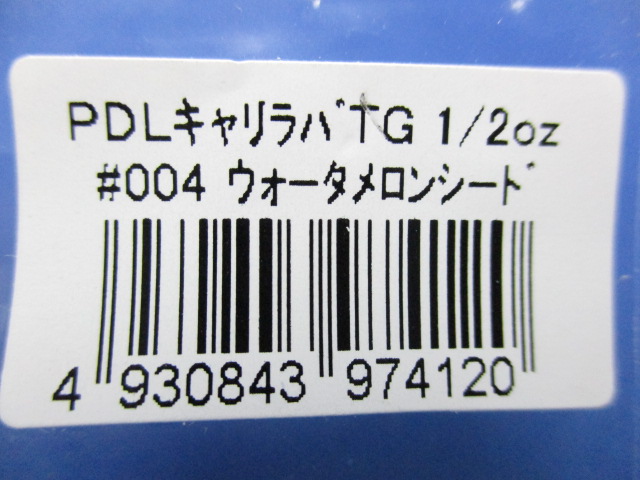 PDLｷｬﾘﾗﾊﾞTG 1/2oz
#004 ｳｫｰﾀﾒﾛﾝｼｰﾄﾞ
4 930843 974120